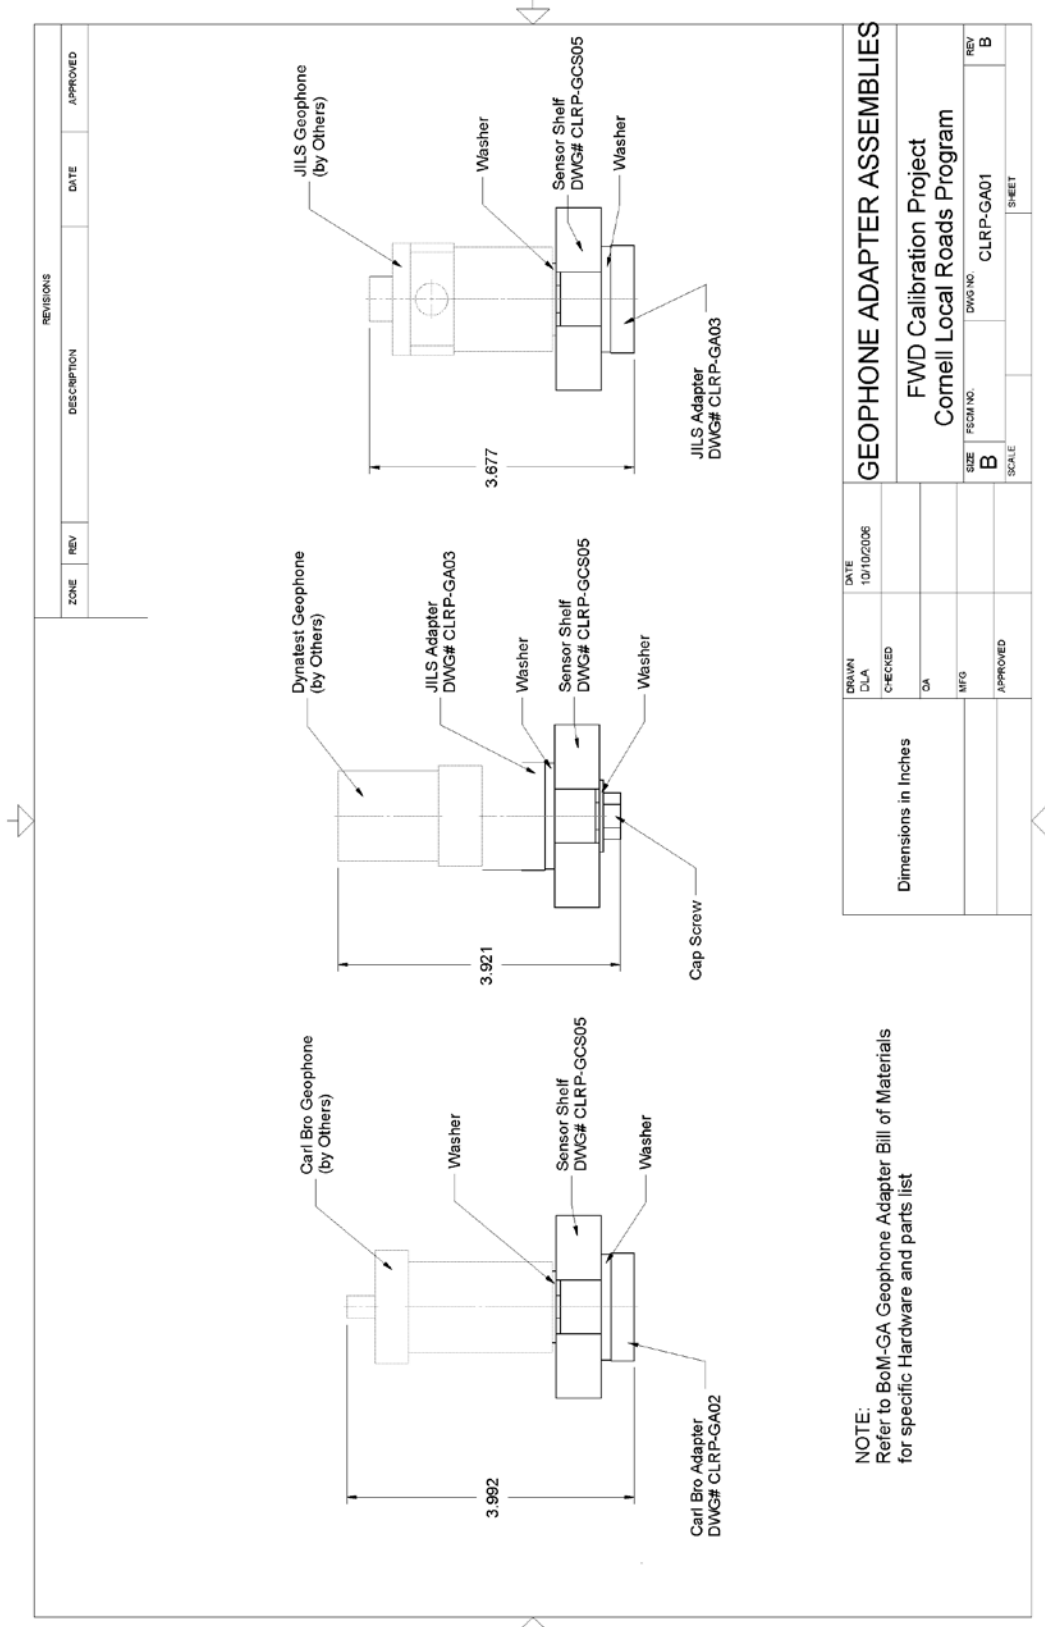 REVISIONS
ZONE REV DESCRIPTION DATE APPROVED
Carl Bro Geophone
(by Others)
Washer
Sensor Shelf
DWG# CLRP-GCS05
Washer
3.992
Carl Bro Adapter
DWG# CLRP-GA02
Dynatest Geophone
(by Others)
JILS Adapter
DWG# CLRP-GA03
Washer
Sensor Shelf
DWG# CLRP-GCS05
Washer
3.921
Cap Screw
JILS Geophone
(by Others)
Washer
Sensor Shelf
DWG# CLRP-GCS05
Washer
3.677
JILS Adapter
DWG# CLRP-GA03
NOTE:
Refer to BoM-GA Geophone Adapter Bill of Materials
for specific Hardware and parts list
Dimensions in Inches
DRAWN
DLA
DATE
10/10/2006
CHECKED
QA
MFG
APPROVED
GEOPHONE ADAPTER ASSEMBLIES
FWD Calibration Project
Cornell Local Roads Program
SIZE
B
FSCM NO.
DWG NO.
CLRP-GA01
REV
B
SCALE
SHEET